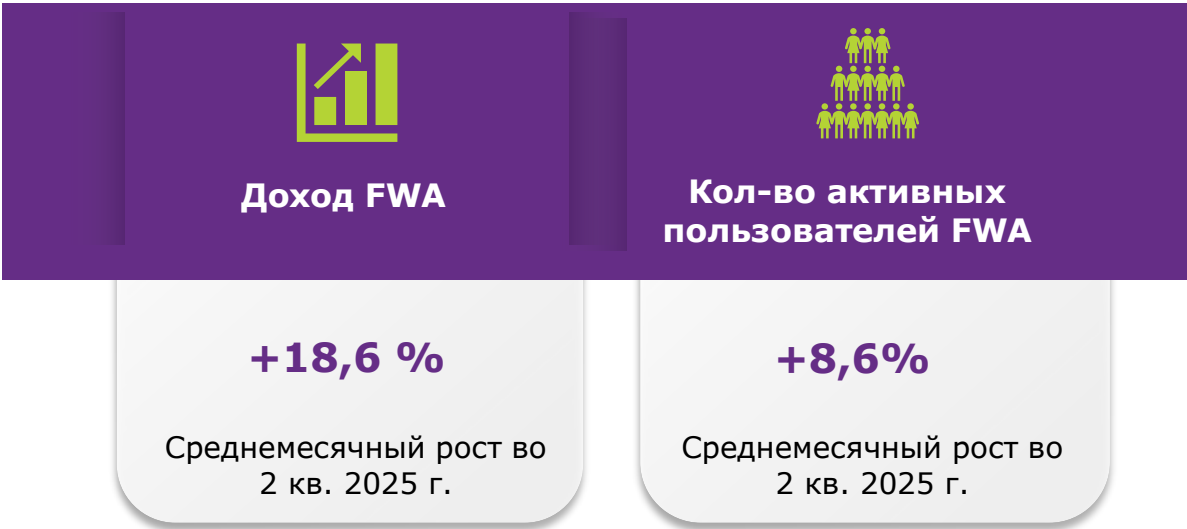 Доход FWA
Кол-во активных
пользователей FWA
+18,6 %
Среднемесячный рост во
2 кв. 2025 г.
+8,6%
Среднемесячный рост во
2 кв. 2025 г.